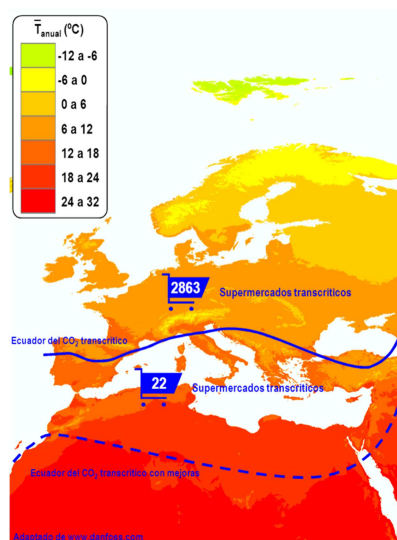 T̅anual (ºC)
-12 a -6
-6 a 0
0 a 6
6 a 12
12 a 18
18 a 24
24 a 32
2863
Supermercados transcríticos
Ecuador del CO2 transcrítico
22
Supermercados transcríticos
Ecuador del CO2 transcrítico con mejoras
Adaptado de www.danfoss.com